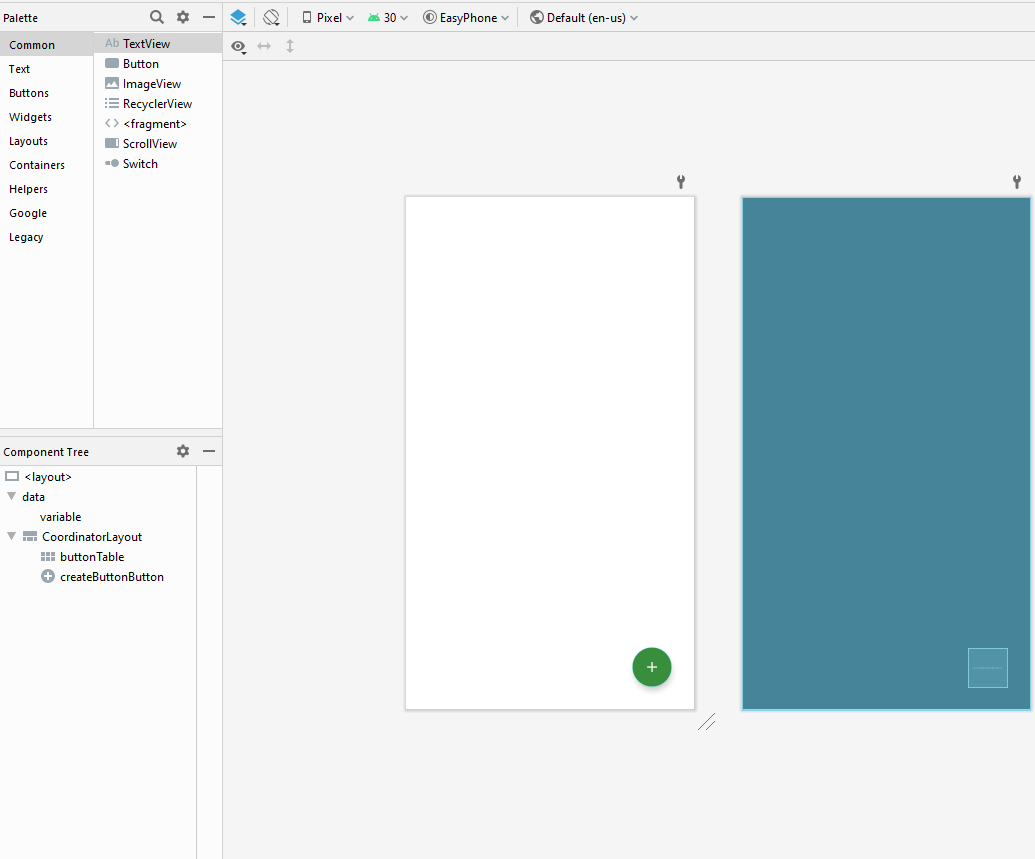 Palette
Pixel
30
EasyPhone
Default (en-us)
Common
Text
Buttons
Widgets
Layouts
Containers
Helpers
Google
Legacy
Ab TextView
Button
ImageView
RecyclerView
<fragment>
ScrollView
Switch
Component Tree
<layout>
data
variable
CoordinatorLayout
buttonTable
createButtonButton